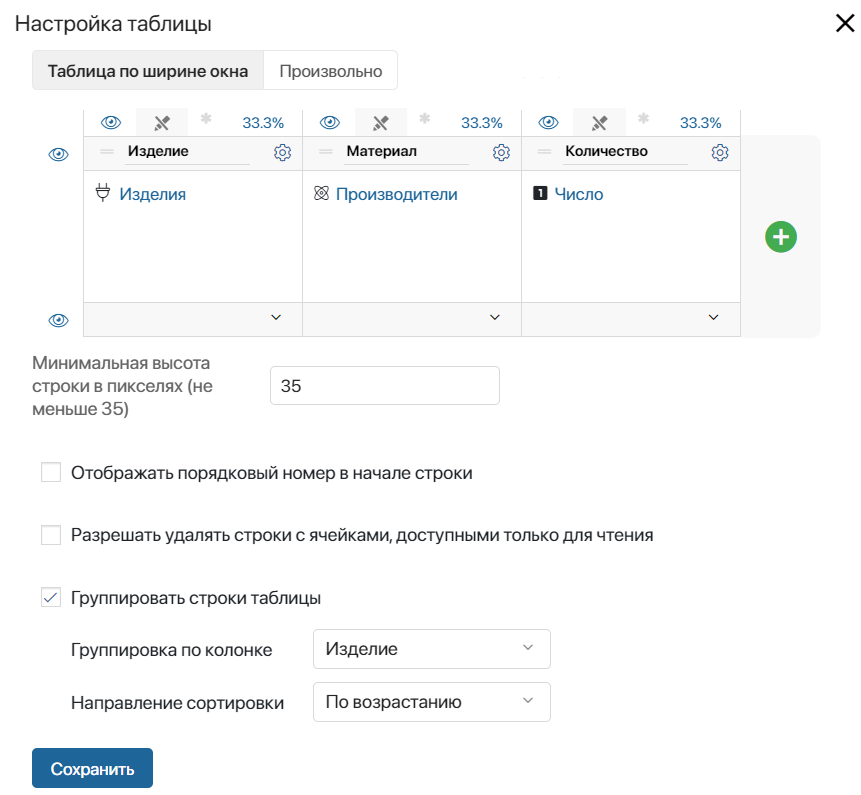 Настройка таблицы
Таблица по ширине окна Произвольно
33.3% 33.3% 33.3%
Изделие Материал Количество
Изделия Производители 1 Число
Минимальная высота
строки в пикселях (не
меньше 35)
35
Отображать порядковый номер в начале строки
Разрешать удалять строки с ячейками, доступными только для чтения
Группировать строки таблицы
Группировка по колонке Изделие
Направление сортировки По возрастанию
Сохранить